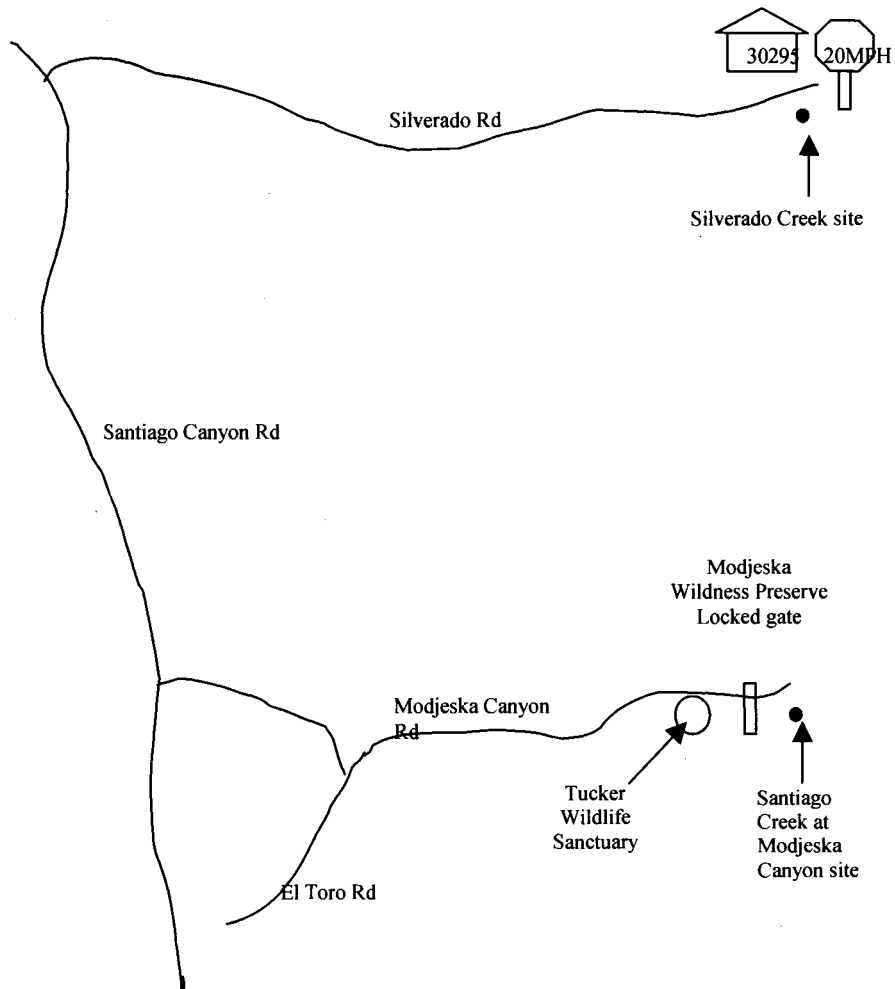 30295 20MPH
Silverado Rd
Silverado Creek site
Santiago Canyon Rd
Modjeska
Wildness Preserve
Locked gate
Modjeska Canyon
Rd
Tucker
Wildlife
Sanctuary
Santiago
Creek at
Modjeska
Canyon site
El Toro Rd